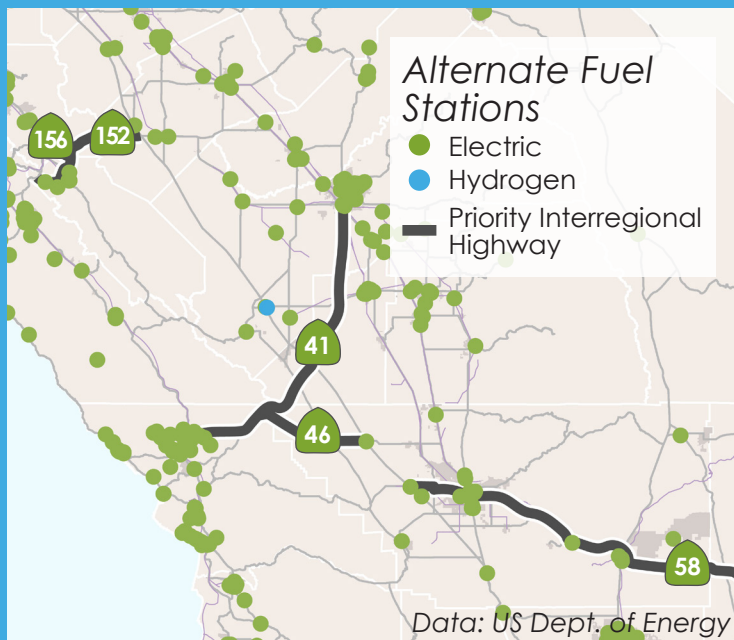 Alternate Fuel
Stations
Electric
Hydrogen
Priority Interregional
Highway
156
152
41
46
58
Data: US Dept. of Energy